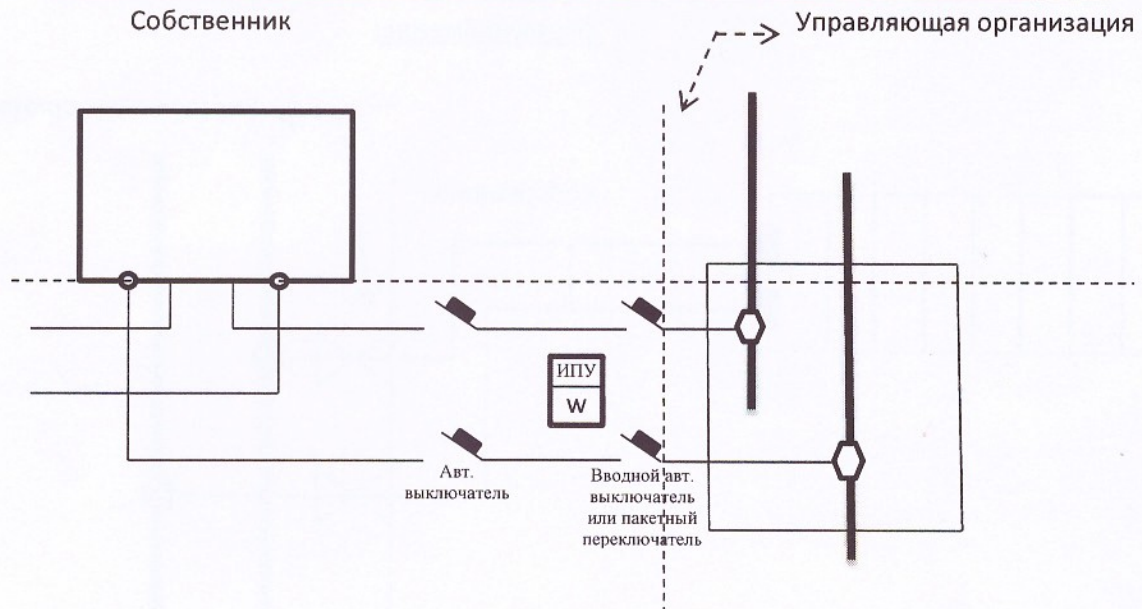 Собственник
Управляющая организация
ИПУ
W
Авт.
выключатель
Вводной авт.
выключатель
или пакетный
переключатель